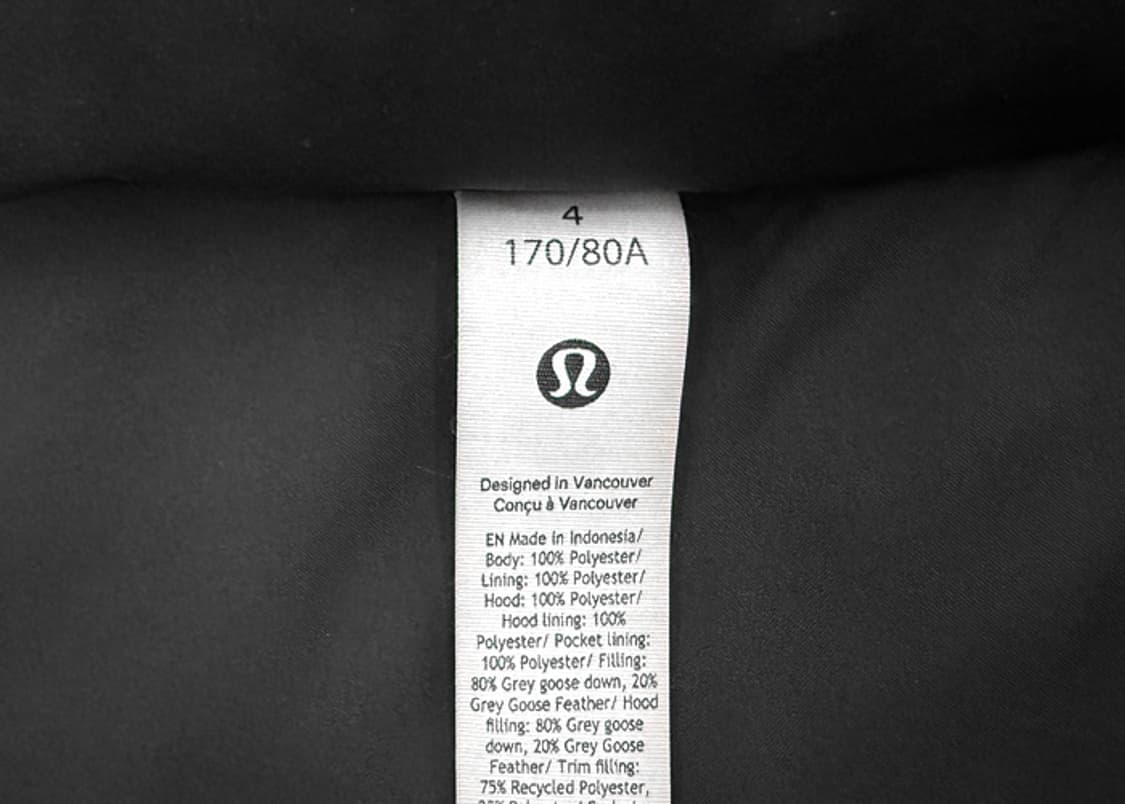 4
170/80A
Designed in Vancouver
Conçu à Vancouver
EN Made in Indonesia/
Body: 100% Polyester/
Lining: 100% Polyester/
Hood: 100% Polyester/
Hood lining: 100%
Polyester/ Pocket lining:
100% Polyester/ Filling:
80% Grey goose down, 20%
Grey Goose Feather/ Hood
filling: 80% Grey goose
down, 20% Grey Goose
Feather/ Trim filling:
75% Recycled Polyester,